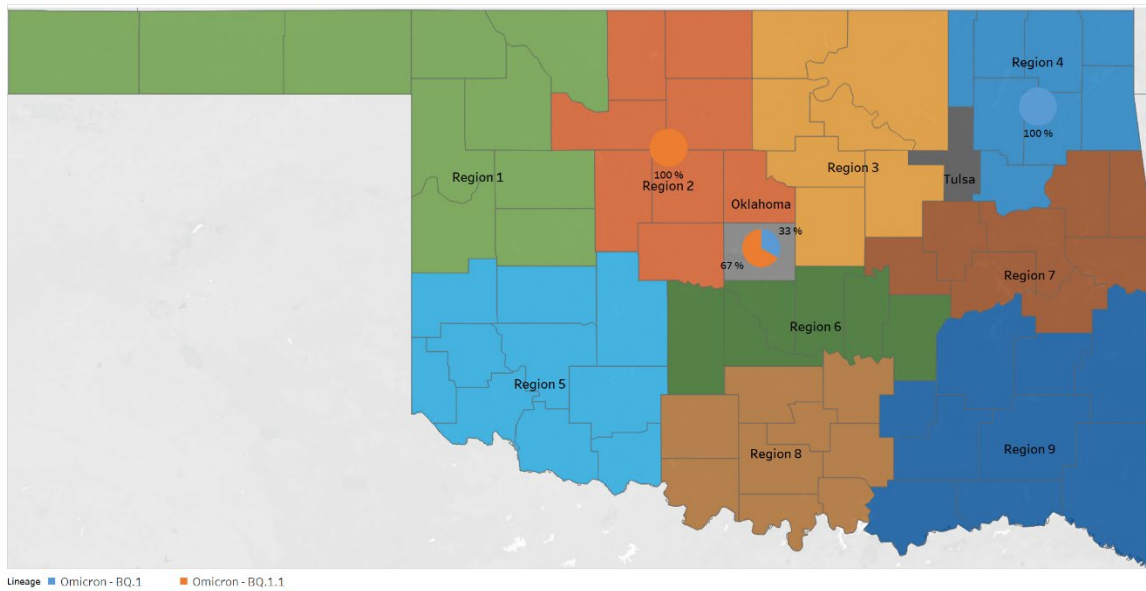 Region 4
100 %
Region 1
100 %
Region 2
Region 3
Tulsa
Oklahoma
33 %
67 %
Region 7
Region 6
Region 5
Region 8
Region 9
Lineage Omicron - BQ.1 Omicron - BQ.1.1